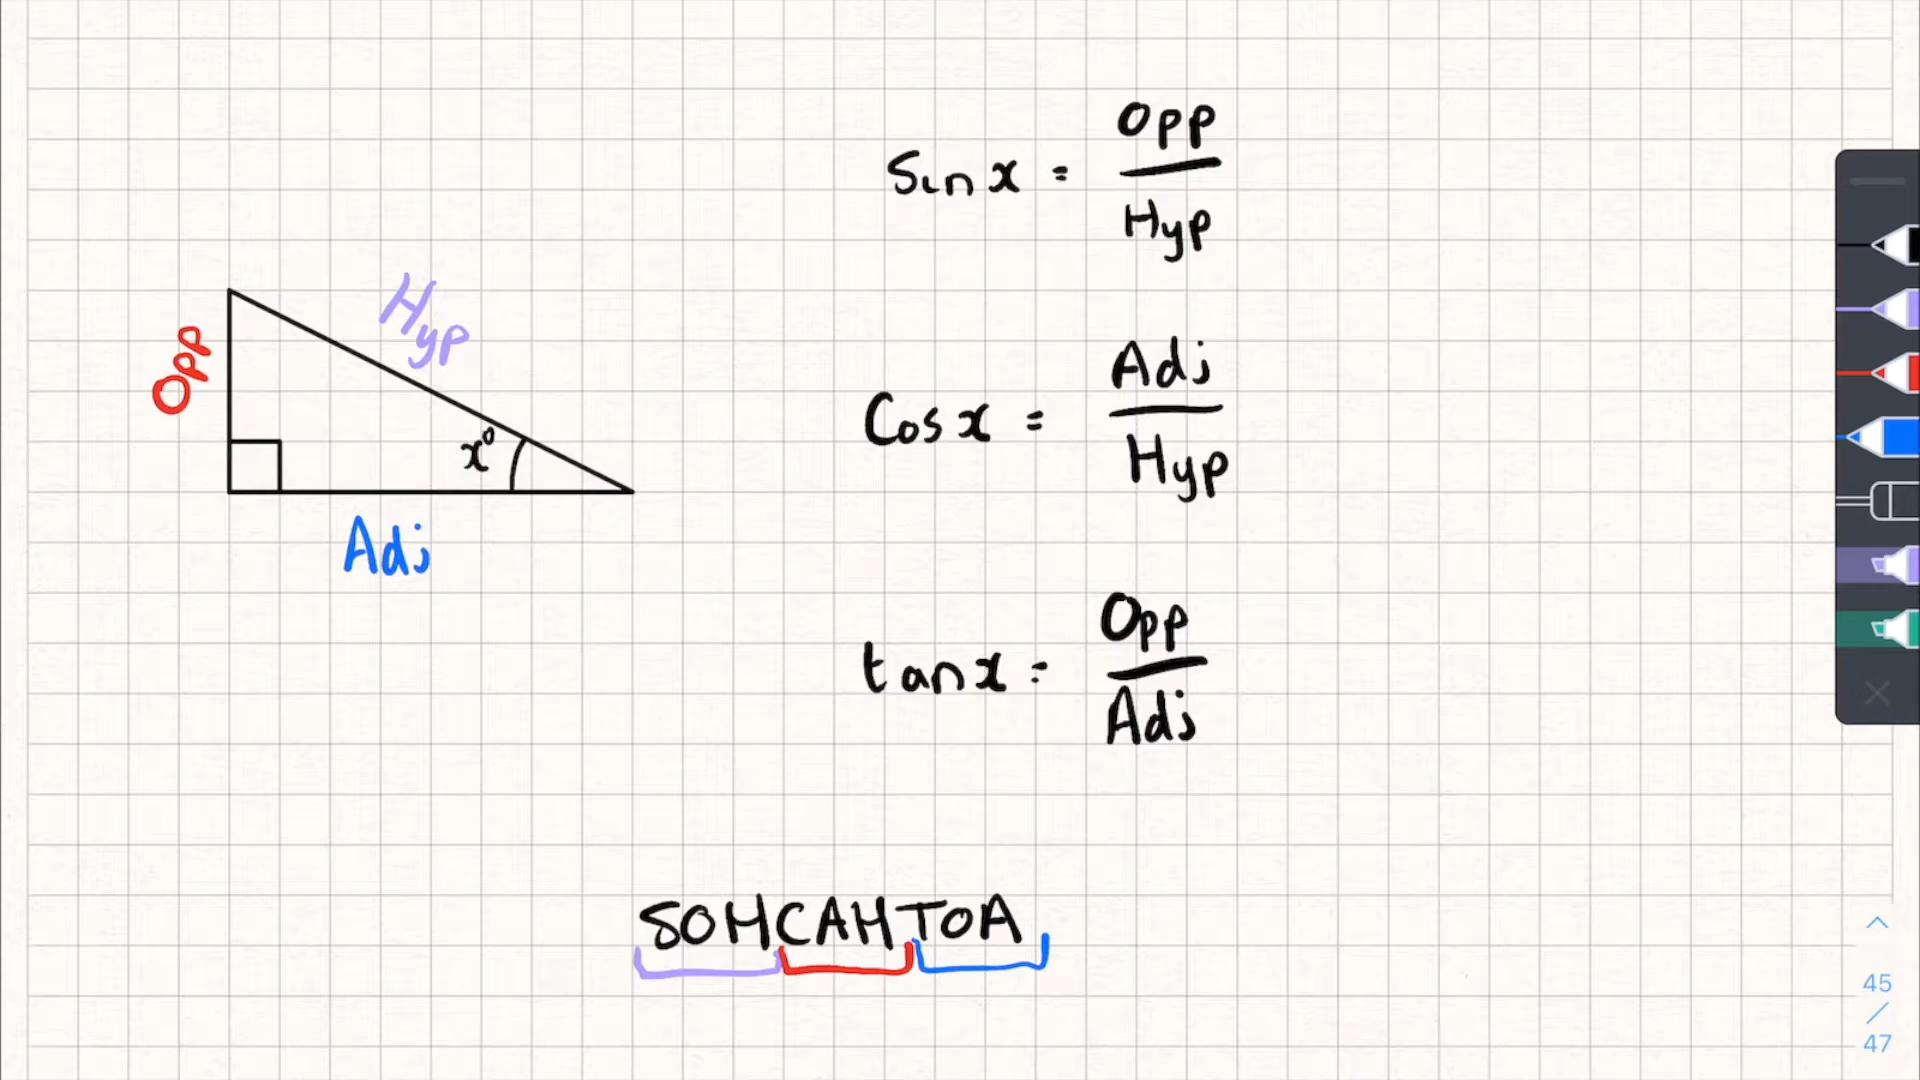 Opp
Hyp
x°
Adj
Sin x = Opp
Hyp
Cos x = Adj
Hyp
tan x = Opp
Adj
SOHCAHTOA
45
/
47